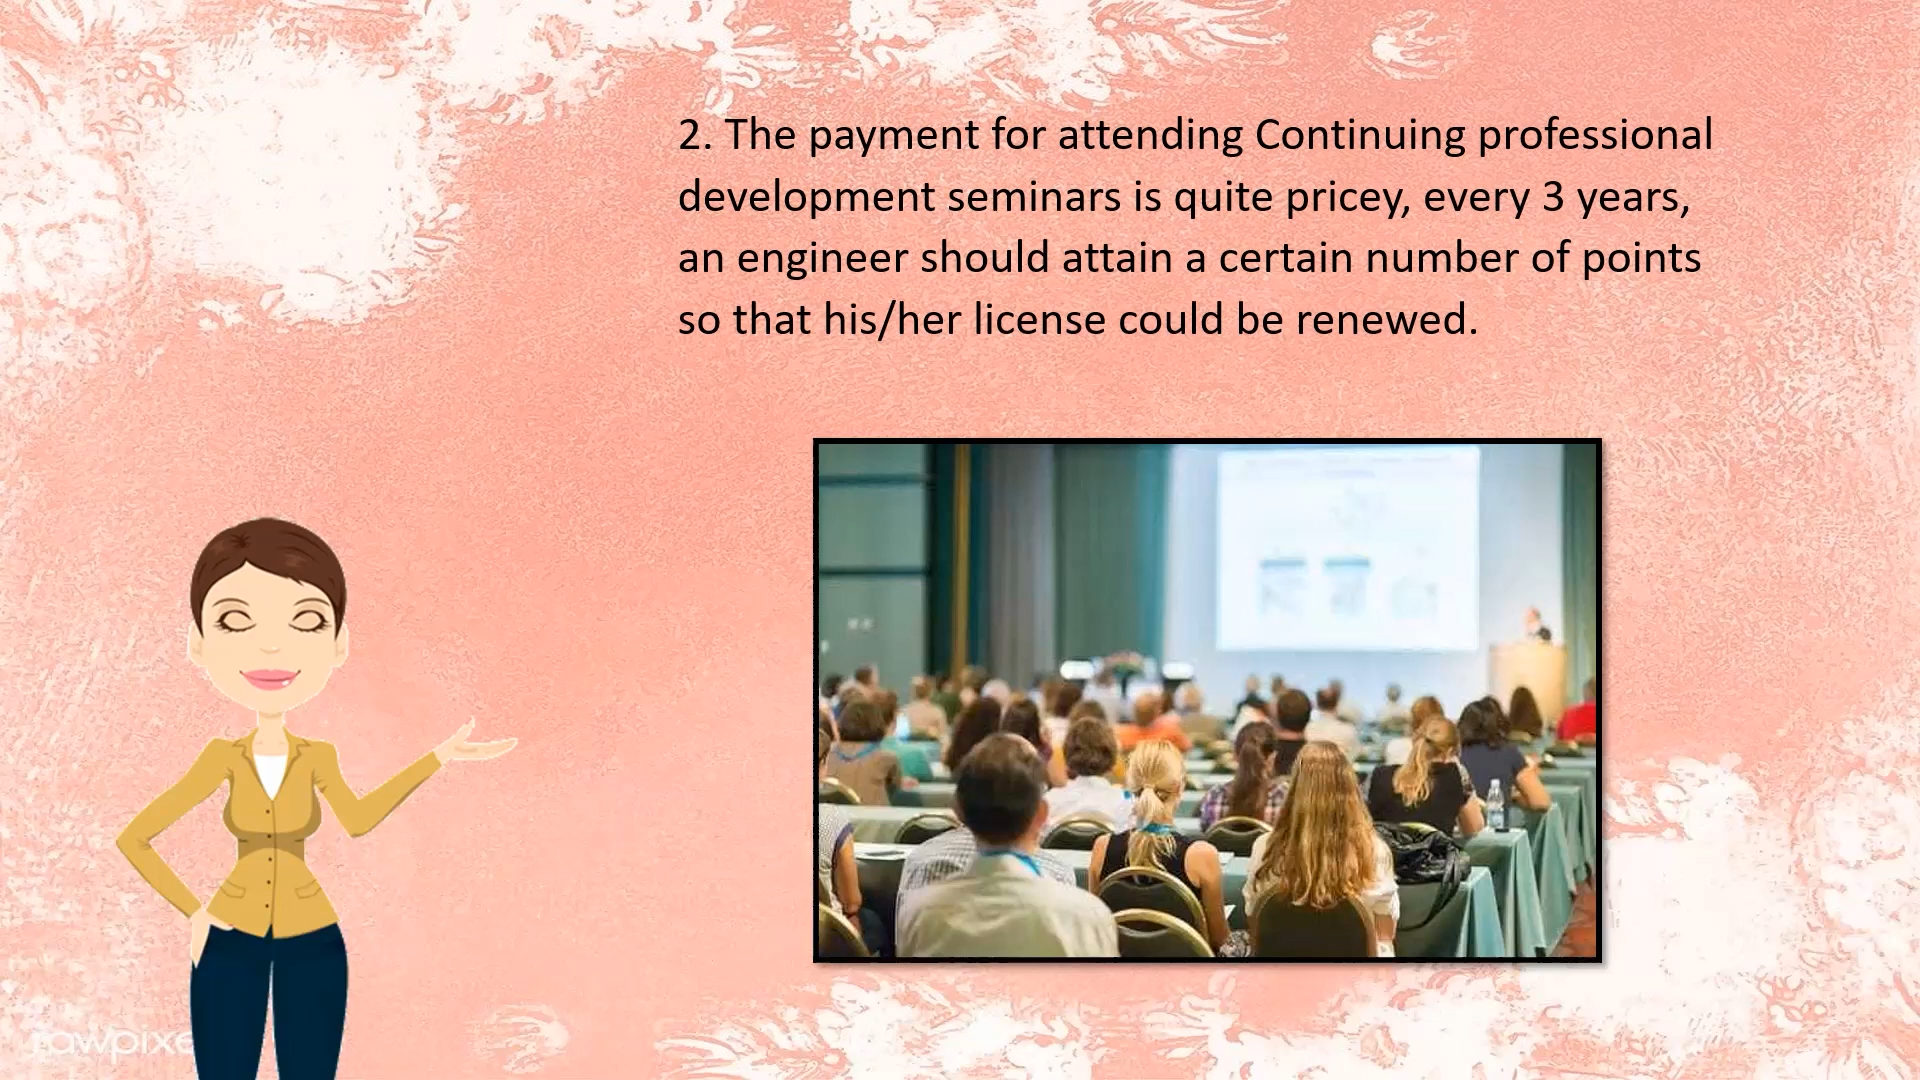 2. The payment for attending Continuing professional
development seminars is quite pricey, every 3 years,
an engineer should attain a certain number of points
so that his/her license could be renewed.